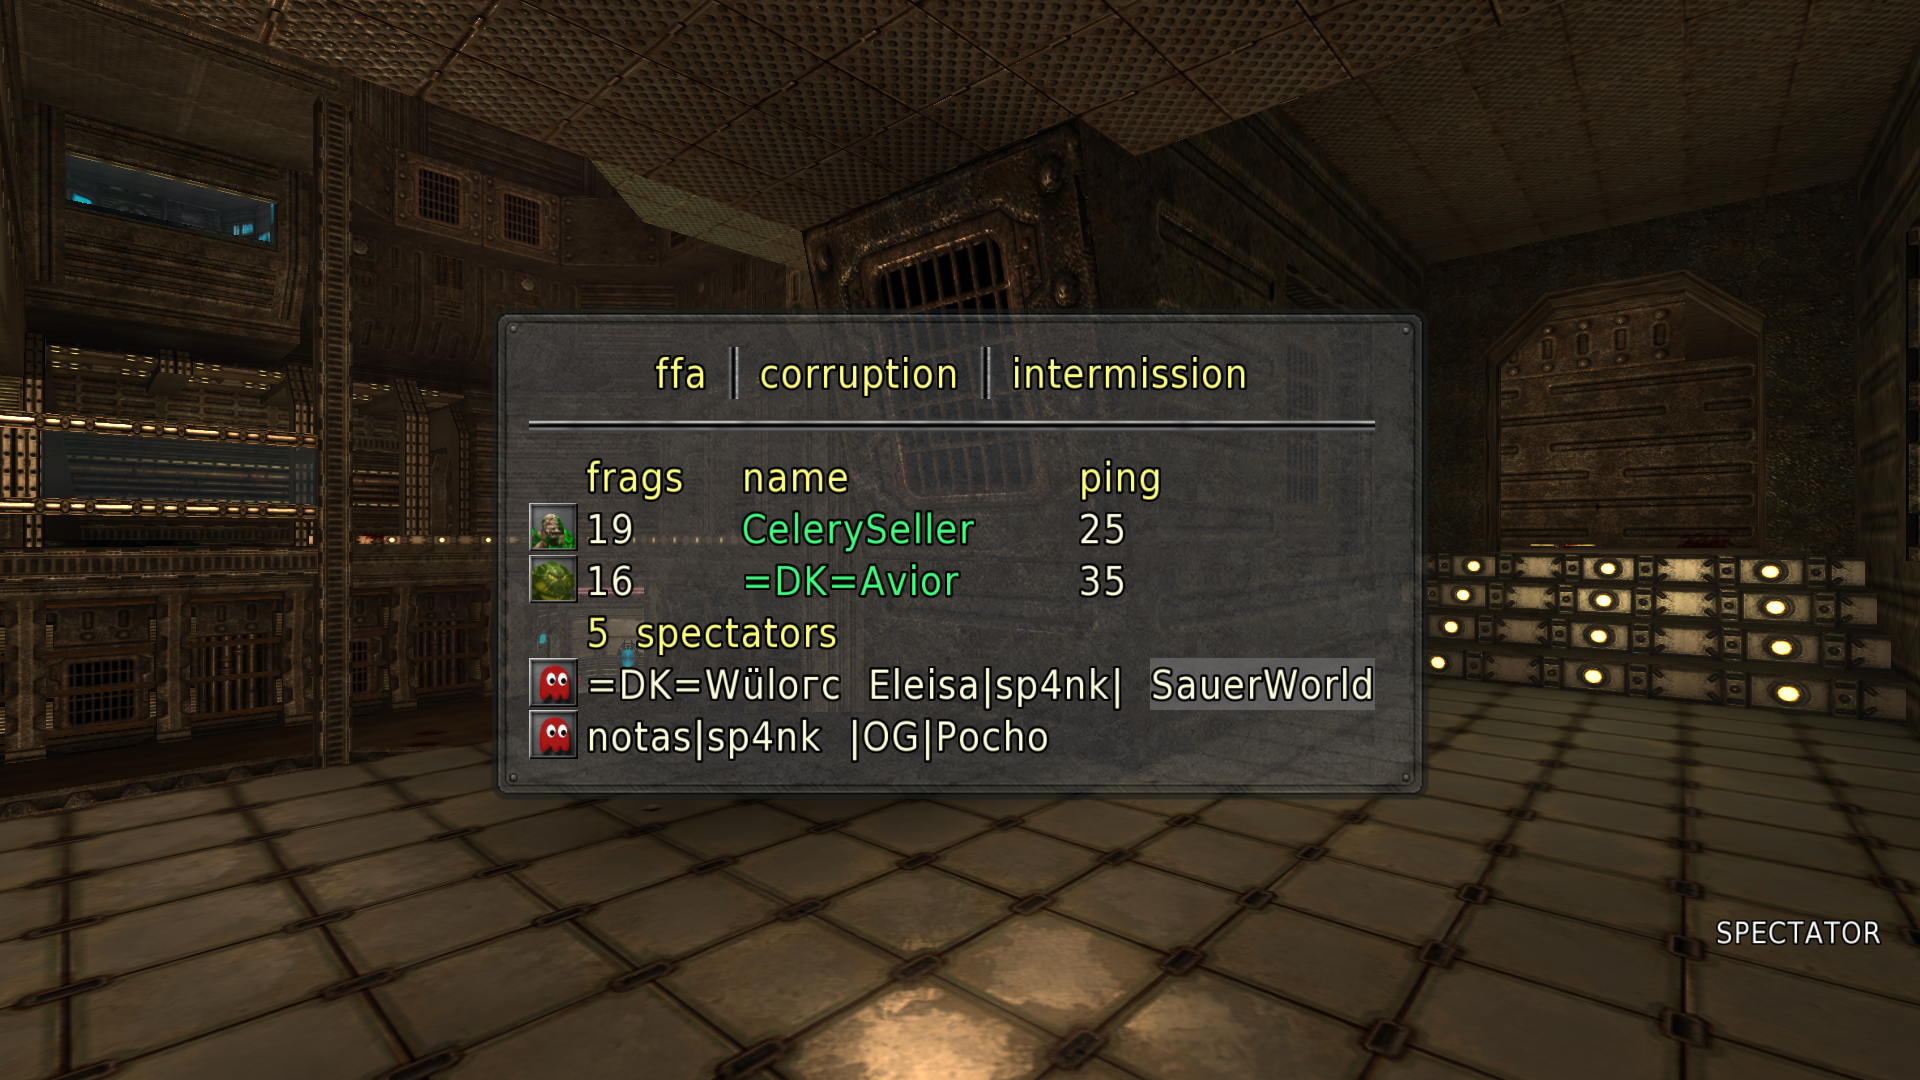 ffa corruption intermission
frags name ping
19 CelerySeller 25
16 =DK=Avior 35
5 spectators
=DK=Wülorc Eleisa|sp4nk| SauerWorld
notas|sp4nk |OG|Pocho
SPECTATOR